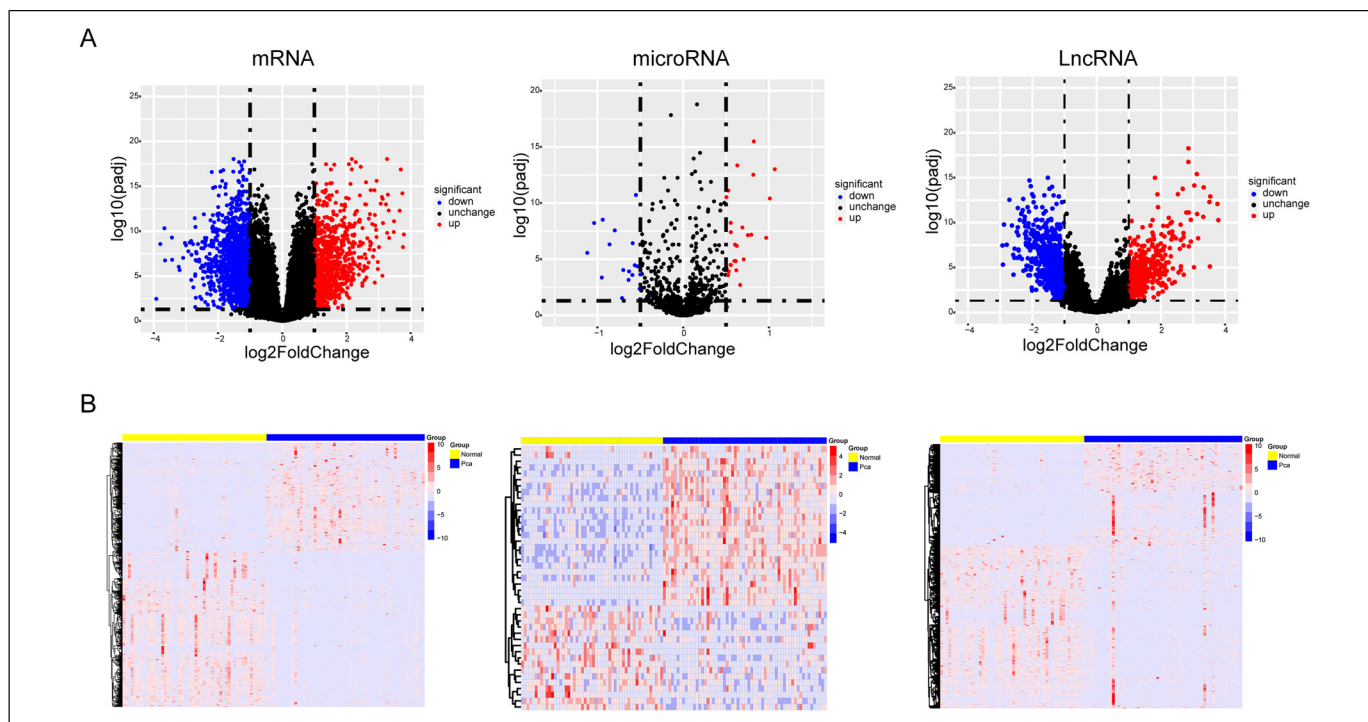 A
mRNA
microRNA
LncRNA
25
20
15
10
5
0
log10(padj)
−4 −2 0 2 4
log2FoldChange
significant
down
unchange
up
20
15
10
5
0
log10(padj)
−1 0 1
log2FoldChange
significant
down
unchange
up
25
20
15
10
5
0
log10(padj)
−4 −2 0 2 4
log2FoldChange
significant
down
unchange
up
B
Group
10
5
0
−5
−10
Group
Normal
Pca
Group
4
2
0
−2
−4
Group
Normal
Pca
Group
10
5
0
−5
−10
Group
Normal
Pca